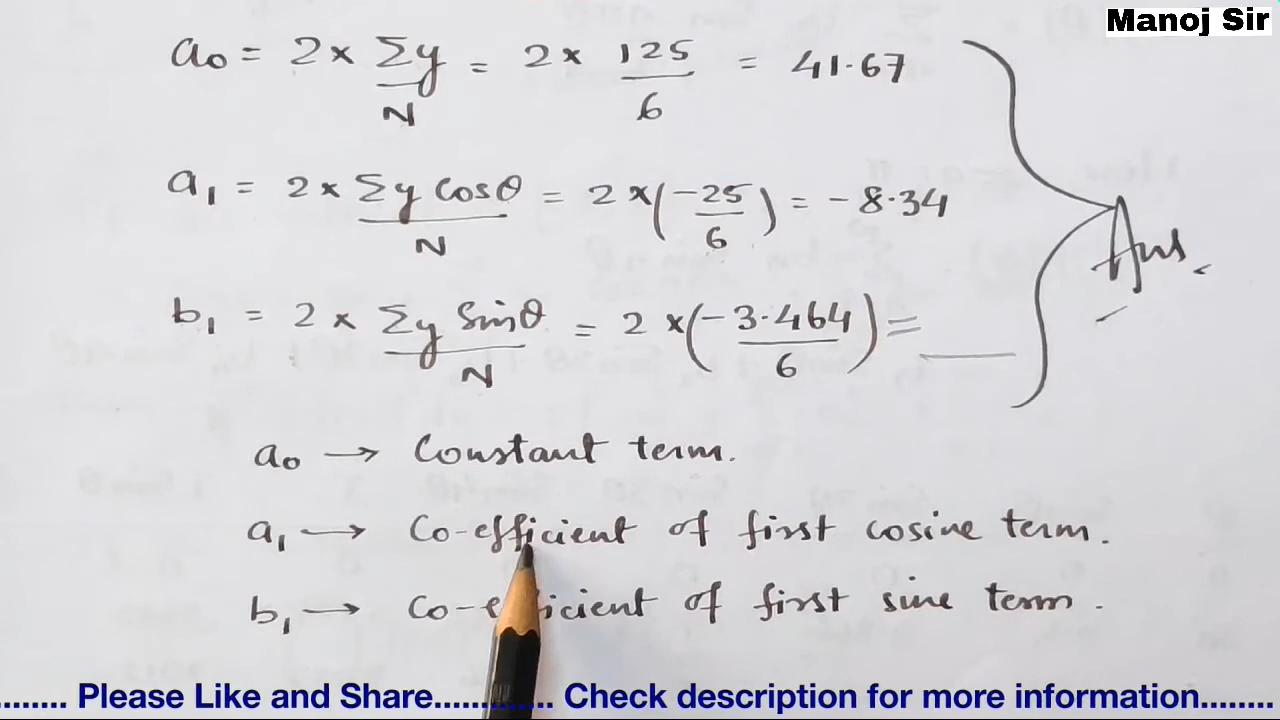 Manoj Sir
a₀ = 2 × Σy/N = 2 × 125/6 = 41.67
a₁ = 2 × Σy cosθ/N = 2 × (-25/6) = -8.34
b₁ = 2 × Σy Sinθ/N = 2 × (-3.464/6) = ___
Ans.
a₀ → Constant term.
a₁ → Co-efficient of first cosine term.
b₁ → Co-efficient of first sine term.
........ Please Like and Share............. Check description for more information........